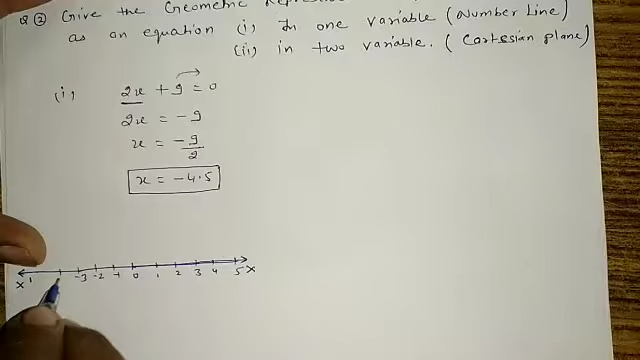 Q② Give the Geometric Represe
as an equation (i) In one variable (Number Line)
(ii) in two variable. (Cartesian plane)
(i) 2x + 9 = 0
2x = -9
x = -9/2
x = -4.5
-3 -2 -1 0 1 2 3 4 5 X
X'